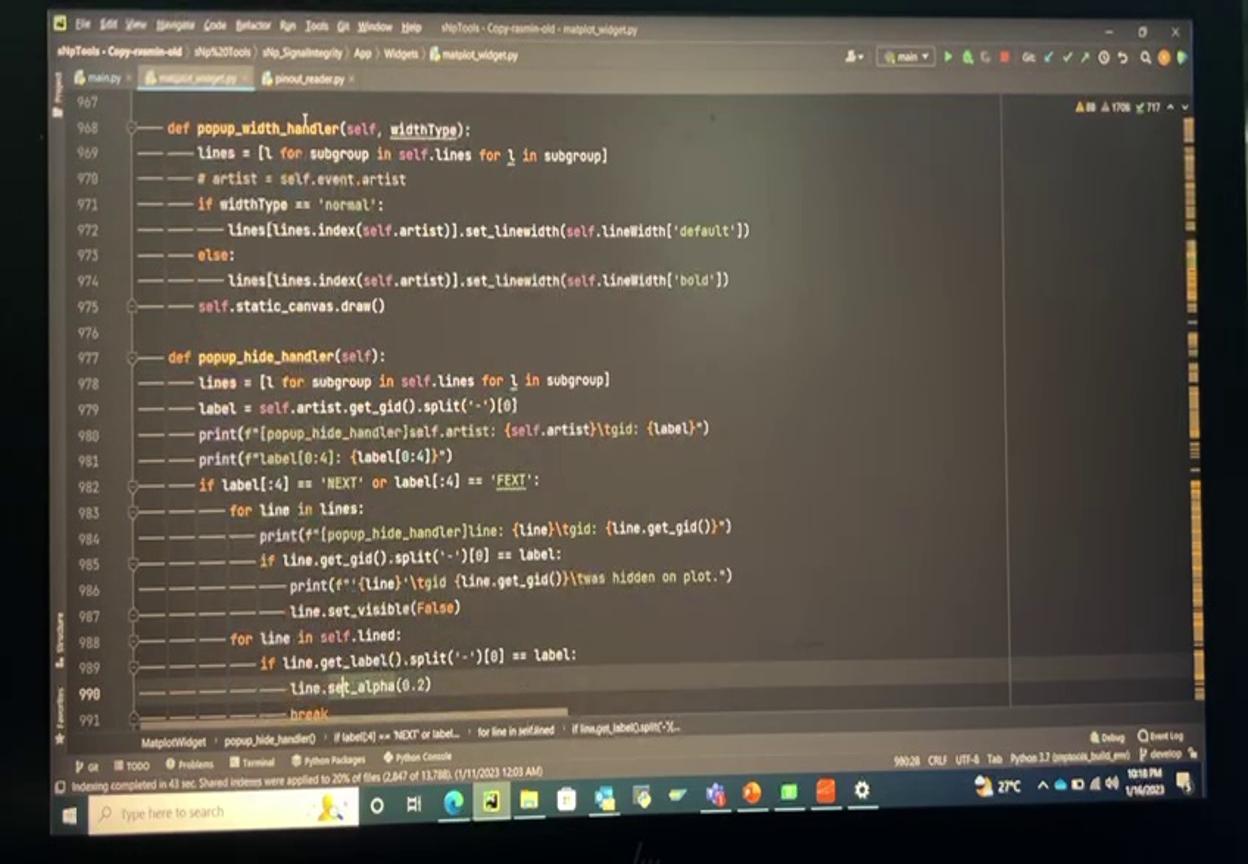 File Edit View Navigate Code Refactor Run Tools Git Window Help sNpTools - Copy-rasmin-old - matplot_widget.py
sNpTools - Copy-rasmin-old sNp%20Tools sNp_SignalIntegrity App Widgets matplot_widget.py main Git:
main.py matplot_widget.py pinout_reader.py
Project
88 1706 717
967
968 def popup_width_handler(self, widthType):
969 lines = [l for subgroup in self.lines for l in subgroup]
970 # artist = self.event.artist
971 if widthType == 'normal':
972 lines[lines.index(self.artist)].set_linewidth(self.lineWidth['default'])
973 else:
974 lines[lines.index(self.artist)].set_linewidth(self.lineWidth['bold'])
975 self.static_canvas.draw()
976
977 def popup_hide_handler(self):
978 lines = [l for subgroup in self.lines for l in subgroup]
979 label = self.artist.get_gid().split('-')[0]
980 print(f"[popup_hide_handler]self.artist: {self.artist}\tgid: {label}")
981 print(f"label[0:4]: {label[0:4]}")
982 if label[:4] == 'NEXT' or label[:4] == 'FEXT':
983 for line in lines:
984 print(f"[popup_hide_handler]line: {line}\tgid: {line.get_gid()}")
985 if line.get_gid().split('-')[0] == label:
986 print(f"'{line}'\tgid {line.get_gid()}\twas hidden on plot.")
987 line.set_visible(False)
988 for line in self.lined:
989 if line.get_label().split('-')[0] == label:
990 line.set_alpha(0.2)
991 break
Structure
Favorites
MatplotWidget popup_hide_handler() if label[:4] == 'NEXT' or label... for line in self.lined if line.get_label().split('-')[...
Git TODO Problems Terminal Python Packages Python Console Debug Event Log
Indexing completed in 43 sec. Shared indexes were applied to 20% of files (2,847 of 13,788). (1/11/2023 12:03 AM) 990:28 CRLF UTF-8 Tab Python 3.7 develop
Type here to search 27°C 10:18 PM
1/16/2023